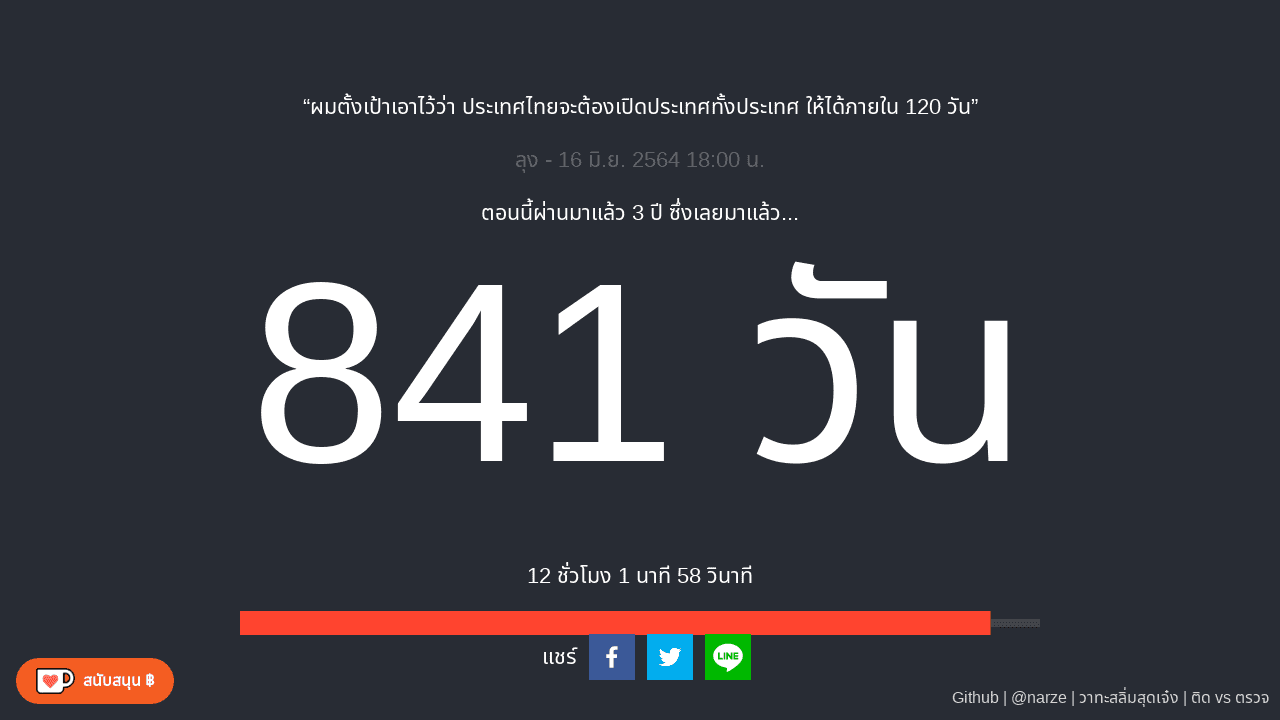 “ผมตั้งเป้าเอาไว้ว่า ประเทศไทยจะต้องเปิดประเทศทั้งประเทศ ให้ได้ภายใน 120 วัน”
ลุง - 16 มิ.ย. 2564 18:00 น.
ตอนนี้ผ่านมาแล้ว 3 ปี ซึ่งเลยมาแล้ว...
841 วัน
12 ชั่วโมง 1 นาที 58 วินาที
แชร์
LINE
สนับสนุน ฿
Github | @narze | วาทะสลิ่มสุดเจ๋ง | ติด vs ตรวจ